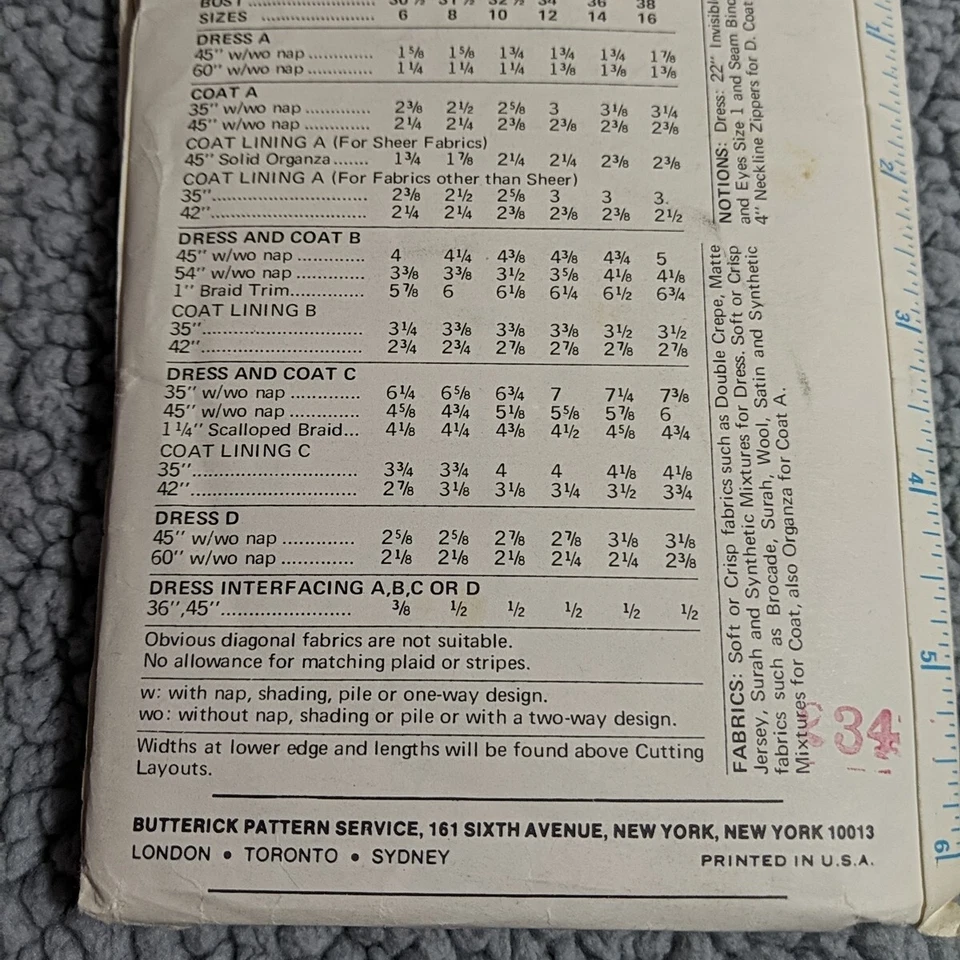 BUST
30½ 31½ 32½ 34 36 38
SIZES 6 8 10 12 14 16
DRESS A
45" w/wo nap ............. 1⅝ 1⅝ 1¾ 1¾ 1¾ 1⅞
60" w/wo nap ............. 1¼ 1¼ 1¼ 1⅜ 1⅜ 1⅜
COAT A
35" w/wo nap ............. 2⅜ 2½ 2⅝ 3 3⅛ 3¼
45" w/wo nap ............. 2¼ 2¼ 2⅜ 2⅜ 2⅜ 2⅜
COAT LINING A (For Sheer Fabrics)
45" Solid Organza....... 1¾ 1⅞ 2¼ 2¼ 2⅜ 2⅜
COAT LINING A (For Fabrics other than Sheer)
35"............................... 2⅜ 2½ 2⅝ 3 3 3.
42"............................... 2¼ 2¼ 2⅜ 2⅜ 2⅜ 2½
DRESS AND COAT B
45" w/wo nap ............. 4 4¼ 4⅜ 4⅜ 4¾ 5
54" w/wo nap ............. 3⅜ 3⅜ 3½ 3⅝ 4⅛ 4⅛
1" Braid Trim.............. 5⅞ 6 6⅛ 6¼ 6½ 6¾
COAT LINING B
35"............................... 3¼ 3⅜ 3⅜ 3⅜ 3½ 3½
42"............................... 2¾ 2¾ 2⅞ 2⅞ 2⅞ 2⅞
DRESS AND COAT C
35" w/wo nap ............. 6¼ 6⅝ 6¾ 7 7¼ 7⅜
45" w/wo nap ............. 4⅝ 4¾ 5⅛ 5⅝ 5⅞ 6
1¼" Scalloped Braid... 4⅛ 4¼ 4⅜ 4½ 4⅝ 4¾
COAT LINING C
35"............................... 3¾ 3¾ 4 4 4⅛ 4⅛
42"............................... 2⅞ 3⅛ 3⅛ 3¼ 3½ 3¾
DRESS D
45" w/wo nap ............. 2⅝ 2⅝ 2⅞ 2⅞ 3⅛ 3⅛
60" w/wo nap ............. 2⅛ 2⅛ 2⅛ 2¼ 2¼ 2⅜
DRESS INTERFACING A,B,C OR D
36",45"........................ ⅜ ½ ½ ½ ½ ½
Obvious diagonal fabrics are not suitable.
No allowance for matching plaid or stripes.
w: with nap, shading, pile or one-way design.
wo: without nap, shading or pile or with a two-way design.
Widths at lower edge and lengths will be found above Cutting
Layouts.
NOTIONS: Dress: 22" Invisible
and Eyes Size 1 and Seam Bind
4" Neckline Zippers for D. Coat
FABRICS: Soft or Crisp fabrics such as Double Crepe, Matte
Jersey, Surah and Synthetic Mixtures for Dress. Soft or Crisp
fabrics such as Brocade, Surah, Wool, Satin and Synthetic
Mixtures for Coat, also Organza for Coat A.
34
BUTTERICK PATTERN SERVICE, 161 SIXTH AVENUE, NEW YORK, NEW YORK 10013
LONDON • TORONTO • SYDNEY
PRINTED IN U.S.A.
2
3
4
5
6